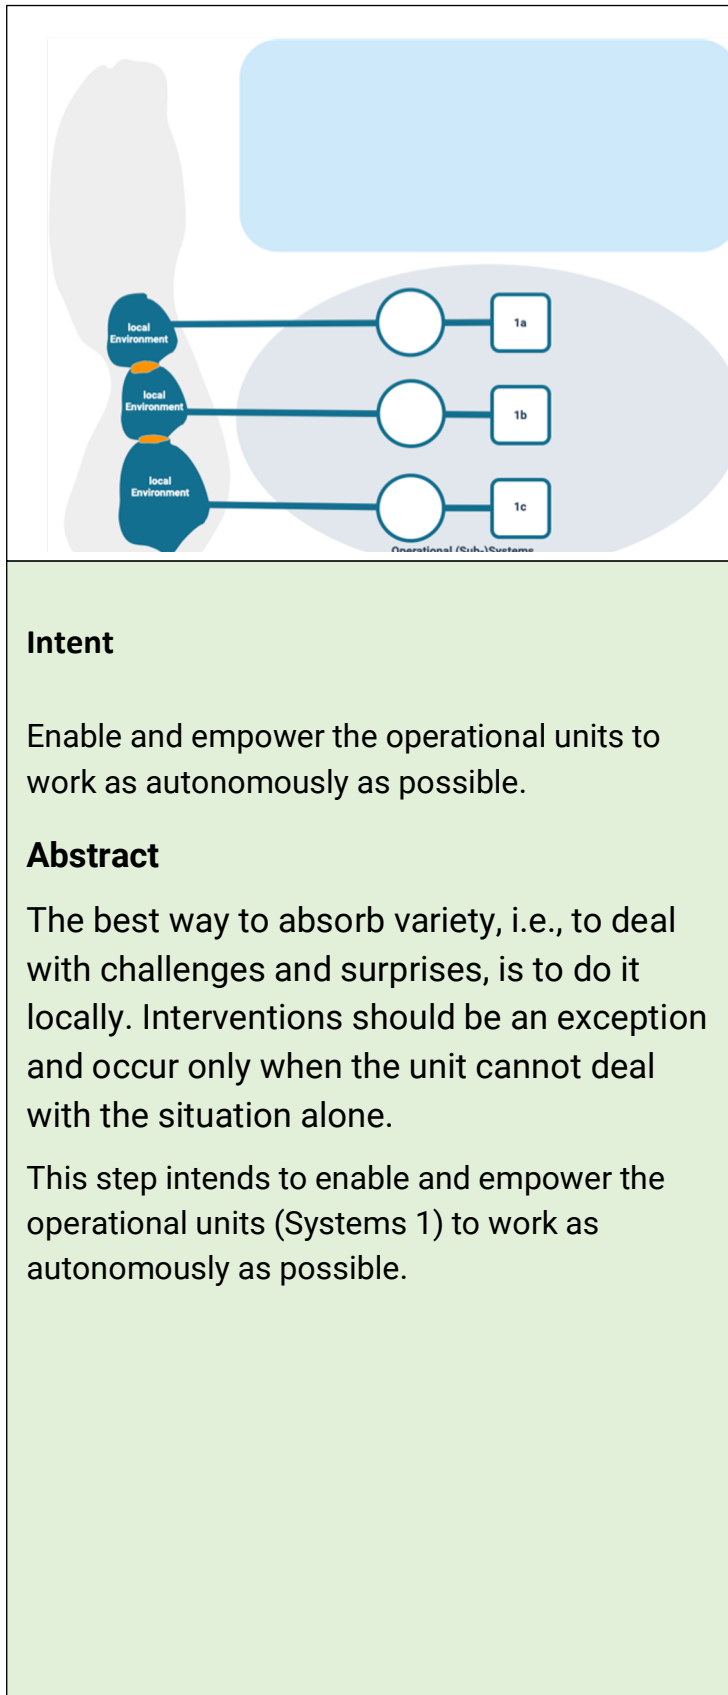 local
Environment
1a
local
Environment
1b
local
Environment
1c
Operational (Sub-)Systems
Intent
Enable and empower the operational units to
work as autonomously as possible.
Abstract
The best way to absorb variety, i.e., to deal
with challenges and surprises, is to do it
locally. Interventions should be an exception
and occur only when the unit cannot deal
with the situation alone.
This step intends to enable and empower the
operational units (Systems 1) to work as
autonomously as possible.